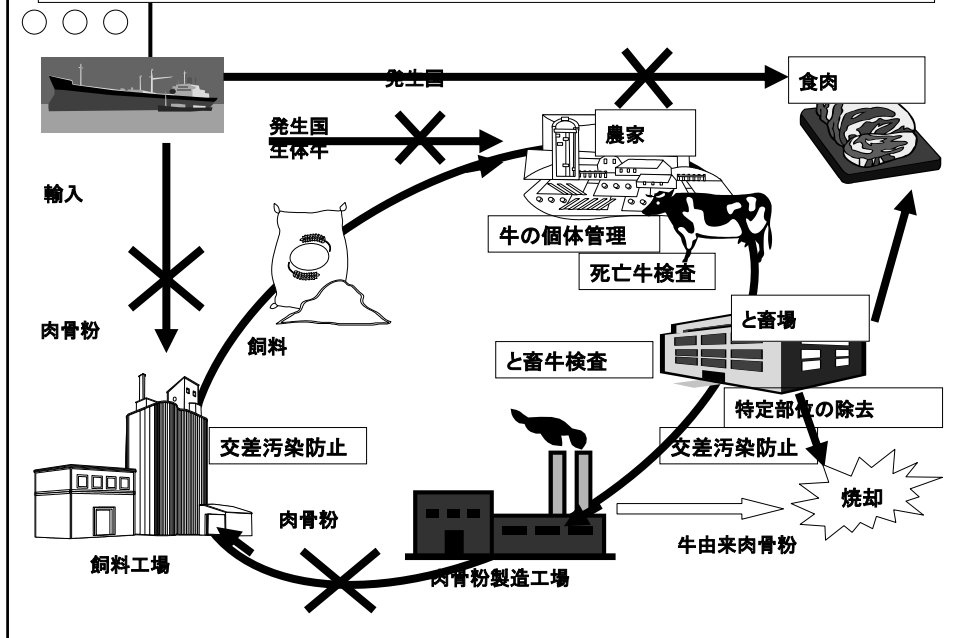 発生国
食肉
発生国
生体牛
農家
輸入
牛の個体管理
死亡牛検査
と畜場
肉骨粉
飼料
と畜牛検査
特定部位の除去
交差汚染防止
交差汚染防止
焼却
肉骨粉
牛由来肉骨粉
飼料工場
肉骨粉製造工場